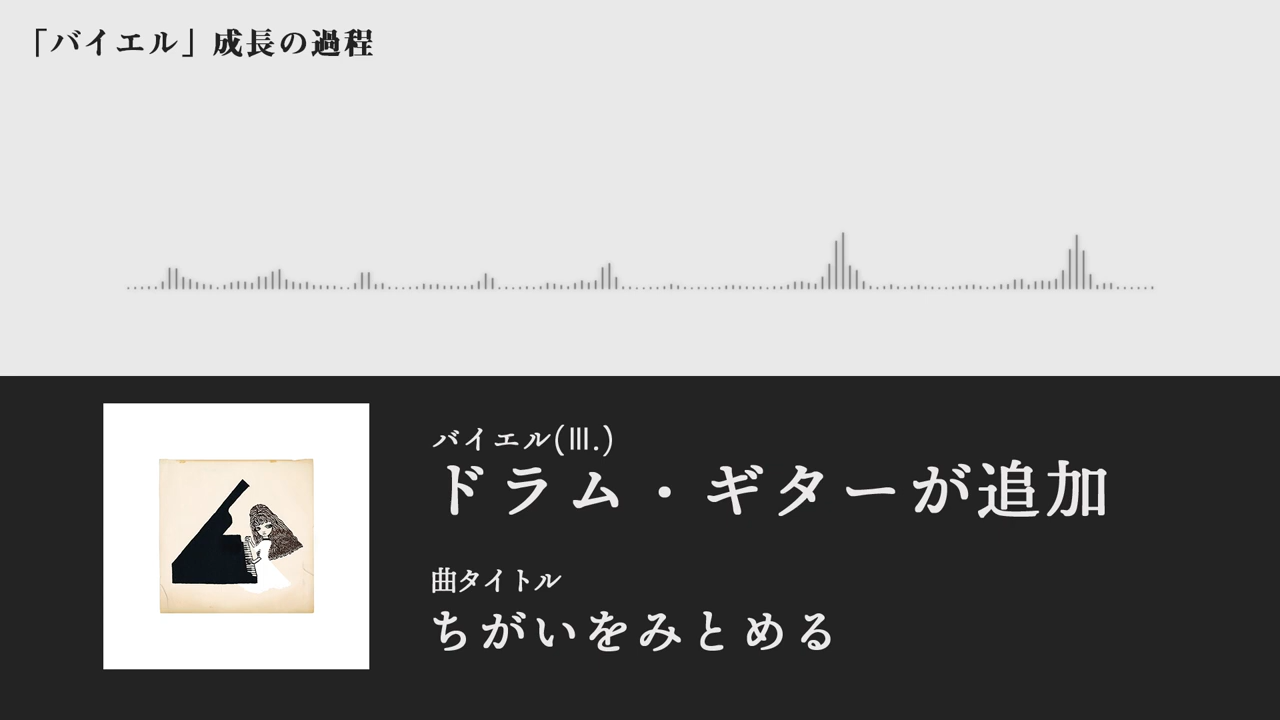 「バイエル」成長の過程
バイエル(Ⅲ.)
ドラム・ギターが追加
曲タイトル
ちがいをみとめる